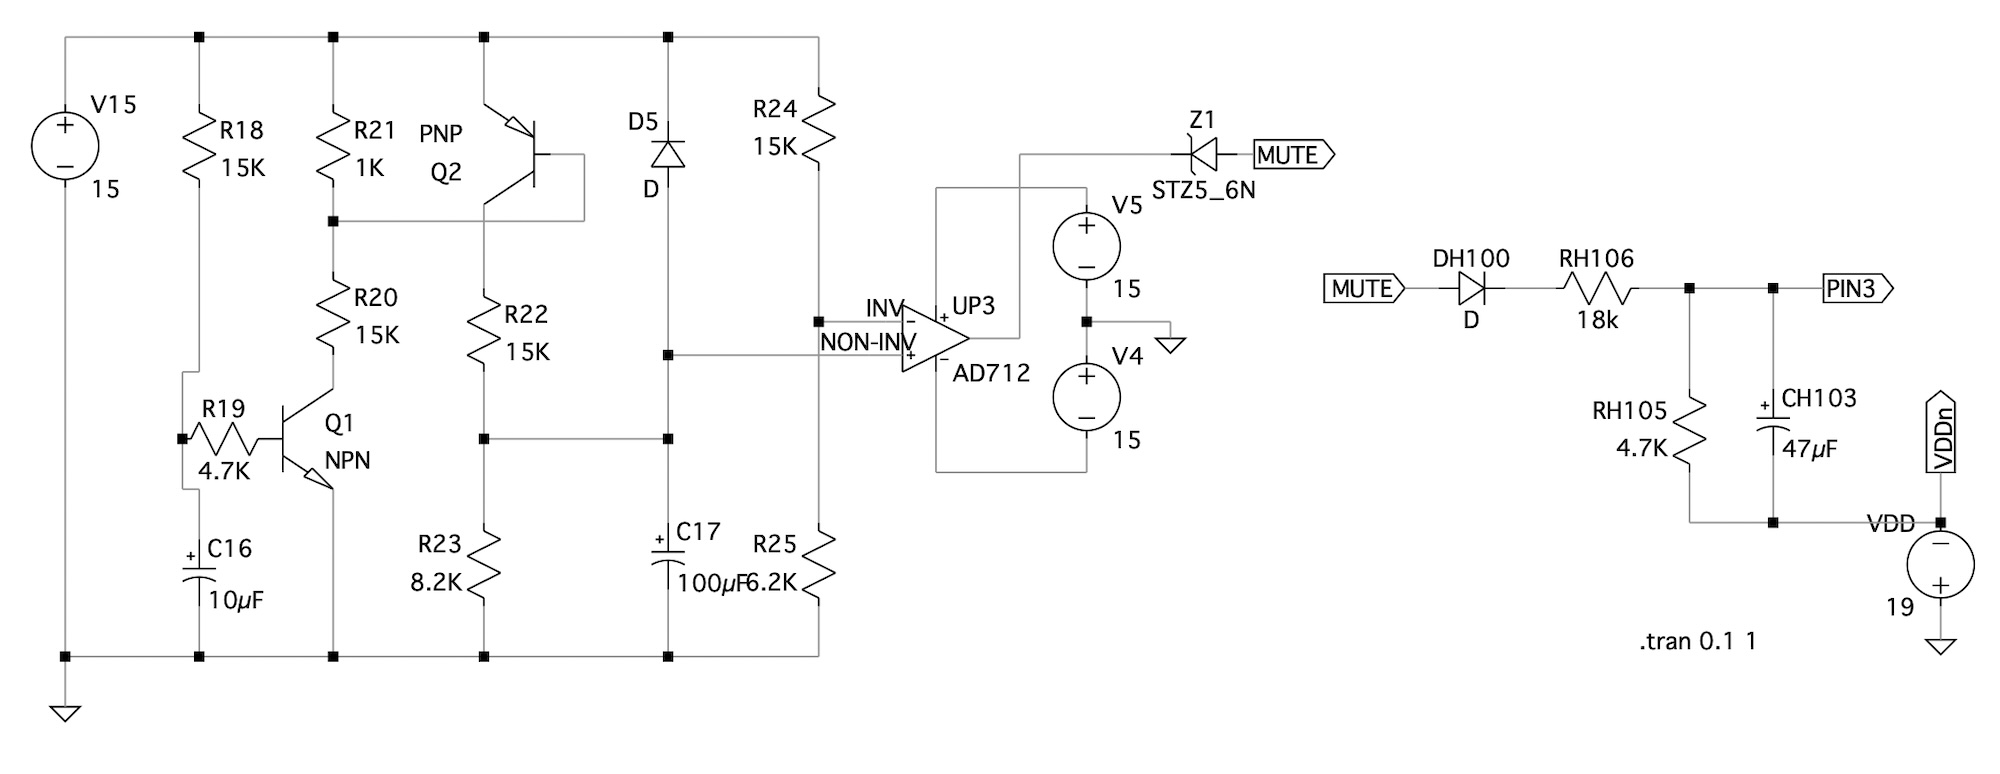 V15
+
−
15
R18
15K
R21
1K
PNP
Q2
D5
D
R24
15K
Z1
MUTE
STZ5_6N
V5
+
−
15
R20
15K
R22
15K
INV
NON-INV
−
+
+
−
UP3
AD712
V4
+
−
15
MUTE
DH100
D
RH106
18k
PIN3
R19
4.7K
Q1
NPN
RH105
4.7K
+
CH103
47µF
VDDn
C16
+
10µF
R23
8.2K
C17
+
100µF
R25
6.2K
VDD
−
+
19
.tran 0.1 1